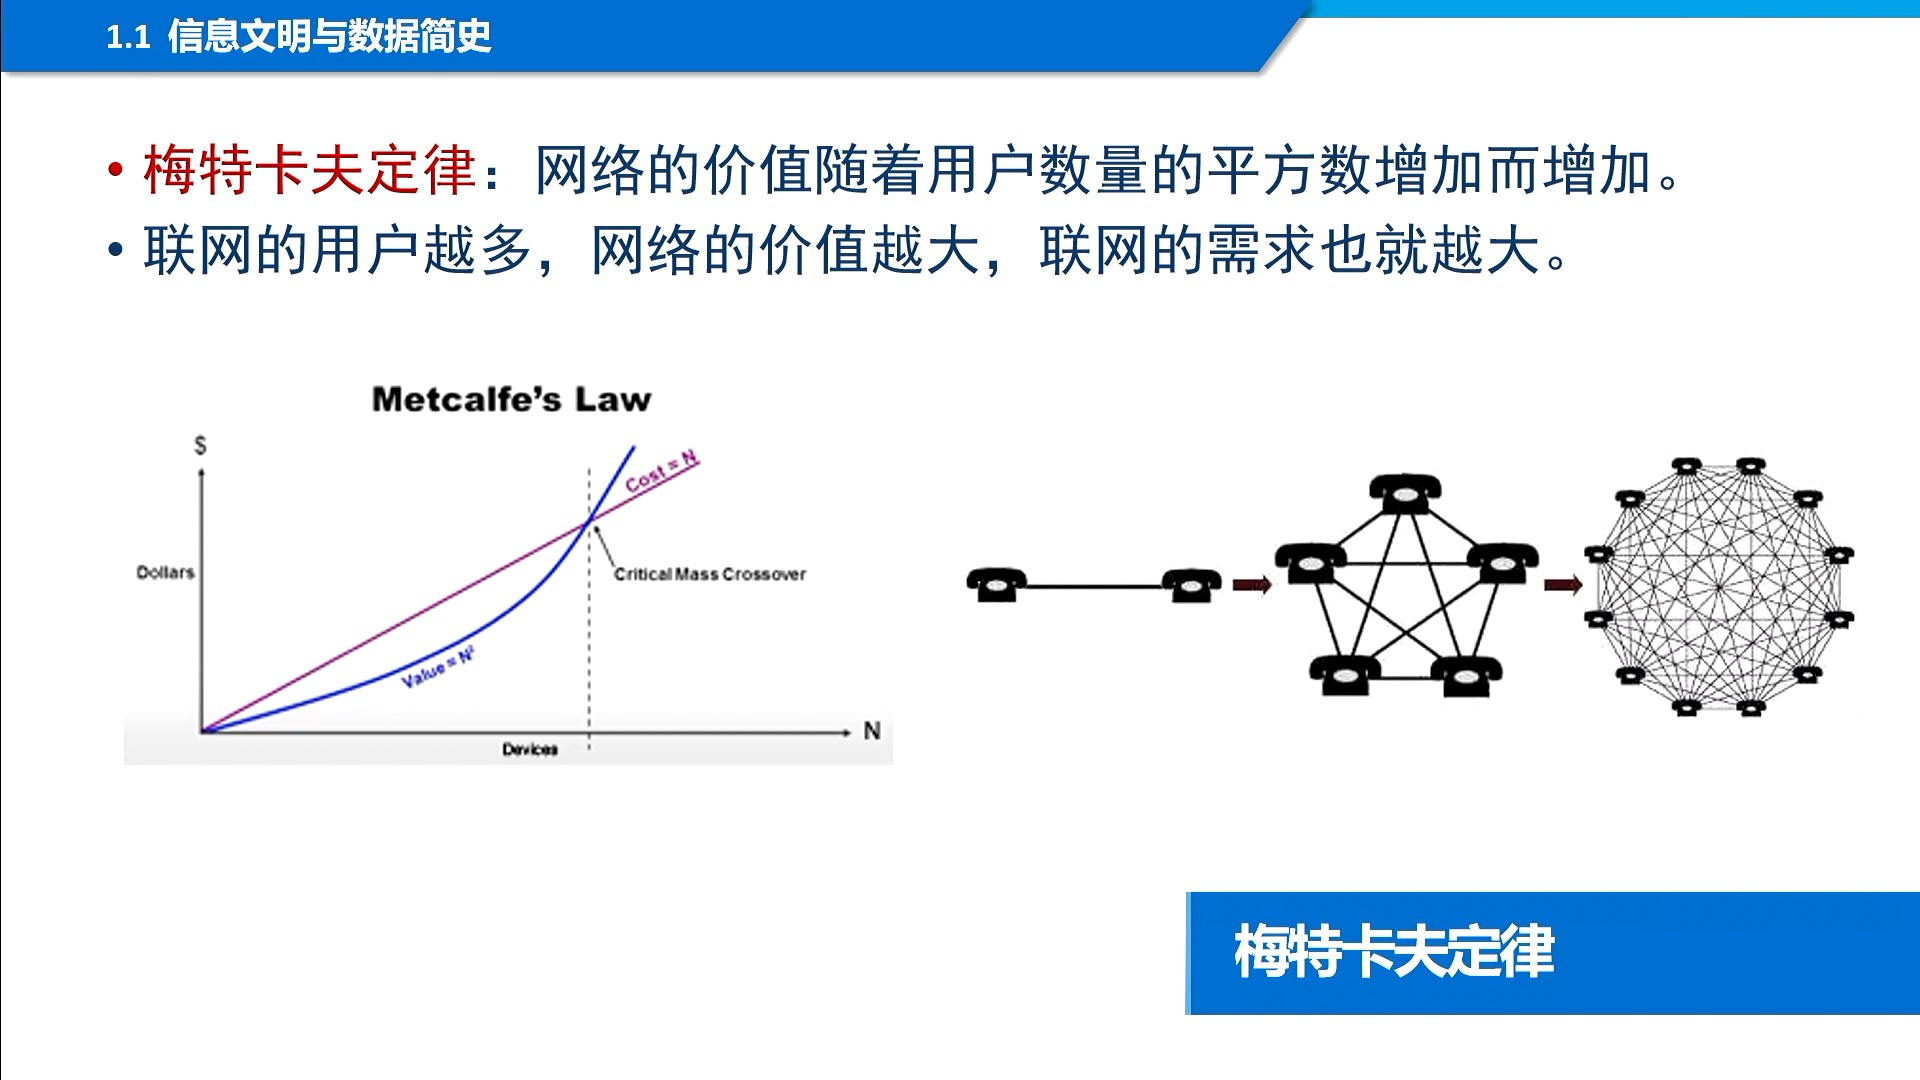 1.1 信息文明与数据简史
• 梅特卡夫定律：网络的价值随着用户数量的平方数增加而增加。
• 联网的用户越多，网络的价值越大，联网的需求也就越大。
Metcalfe's Law
$
Cost = N
Dollars
Critical Mass Crossover
Value = N²
N
Devices
梅特卡夫定律